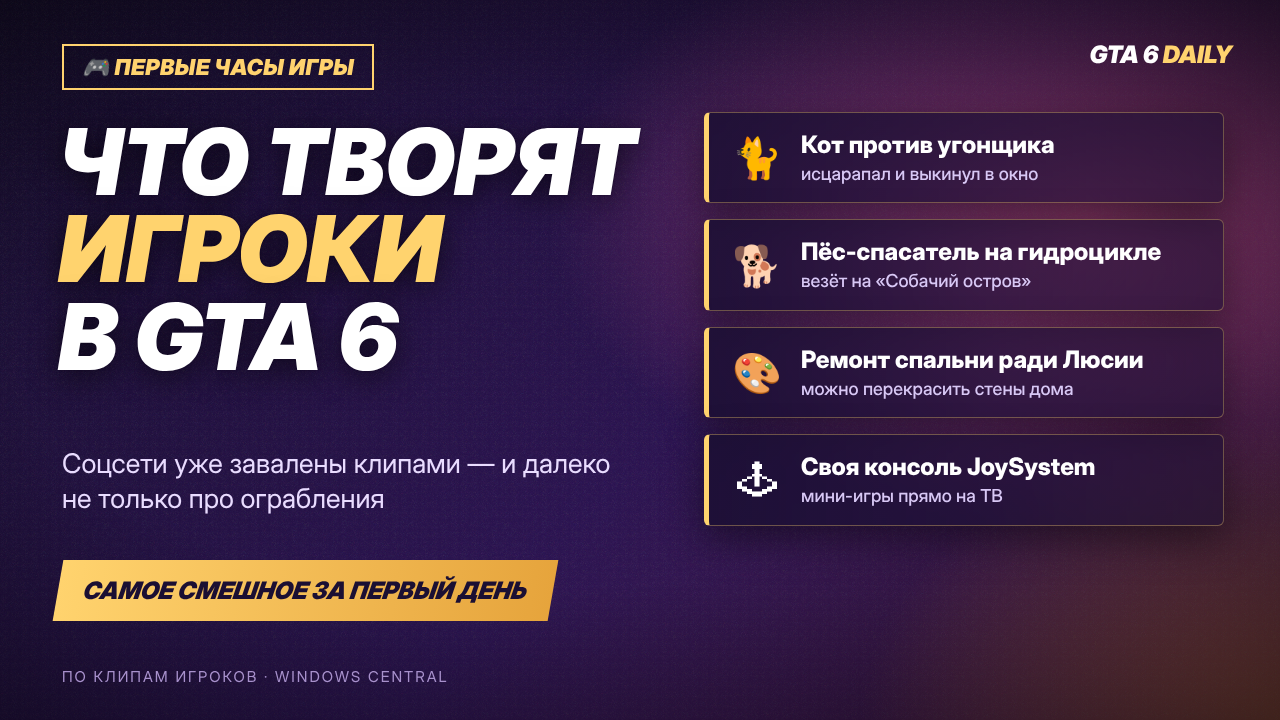 🎮 ПЕРВЫЕ ЧАСЫ ИГРЫ
GTA 6 DAILY
ЧТО ТВОРЯТ
ИГРОКИ
В GTA 6
Соцсети уже завалены клипами — и далеко
не только про ограбления
САМОЕ СМЕШНОЕ ЗА ПЕРВЫЙ ДЕНЬ
ПО КЛИПАМ ИГРОКОВ · WINDOWS CENTRAL
Кот против угонщика
исцарапал и выкинул в окно
Пёс-спасатель на гидроцикле
везёт на «Собачий остров»
Ремонт спальни ради Люсии
можно перекрасить стены дома
Своя консоль JoySystem
мини-игры прямо на ТВ